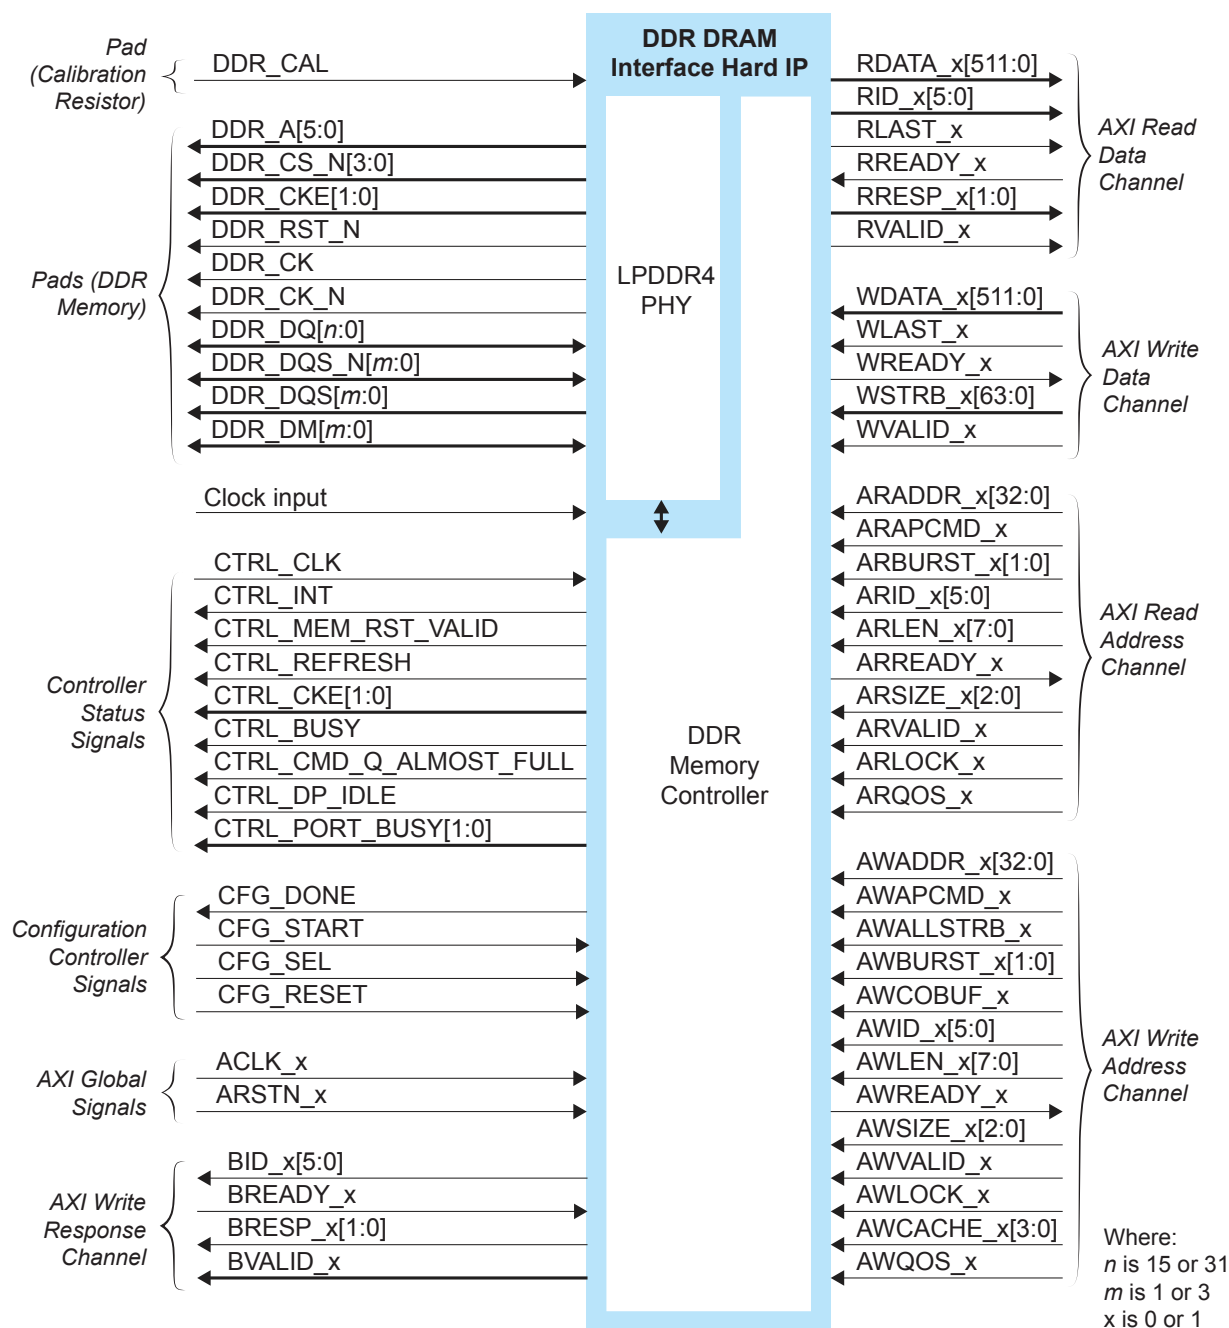 DDR DRAM
Interface Hard IP
LPDDR4
PHY
DDR
Memory
Controller
Pad
(Calibration
Resistor)
DDR_CAL
Pads (DDR
Memory)
DDR_A[5:0]
DDR_CS_N[3:0]
DDR_CKE[1:0]
DDR_RST_N
DDR_CK
DDR_CK_N
DDR_DQ[n:0]
DDR_DQS_N[m:0]
DDR_DQS[m:0]
DDR_DM[m:0]
Clock input
Controller
Status
Signals
CTRL_CLK
CTRL_INT
CTRL_MEM_RST_VALID
CTRL_REFRESH
CTRL_CKE[1:0]
CTRL_BUSY
CTRL_CMD_Q_ALMOST_FULL
CTRL_DP_IDLE
CTRL_PORT_BUSY[1:0]
Configuration
Controller
Signals
CFG_DONE
CFG_START
CFG_SEL
CFG_RESET
AXI Global
Signals
ACLK_x
ARSTN_x
AXI Write
Response
Channel
BID_x[5:0]
BREADY_x
BRESP_x[1:0]
BVALID_x
RDATA_x[511:0]
RID_x[5:0]
RLAST_x
RREADY_x
RRESP_x[1:0]
RVALID_x
AXI Read
Data
Channel
WDATA_x[511:0]
WLAST_x
WREADY_x
WSTRB_x[63:0]
WVALID_x
AXI Write
Data
Channel
ARADDR_x[32:0]
ARAPCMD_x
ARBURST_x[1:0]
ARID_x[5:0]
ARLEN_x[7:0]
ARREADY_x
ARSIZE_x[2:0]
ARVALID_x
ARLOCK_x
ARQOS_x
AXI Read
Address
Channel
AWADDR_x[32:0]
AWAPCMD_x
AWALLSTRB_x
AWBURST_x[1:0]
AWCOBUF_x
AWID_x[5:0]
AWLEN_x[7:0]
AWREADY_x
AWSIZE_x[2:0]
AWVALID_x
AWLOCK_x
AWCACHE_x[3:0]
AWQOS_x
AXI Write
Address
Channel
Where:
n is 15 or 31
m is 1 or 3
x is 0 or 1